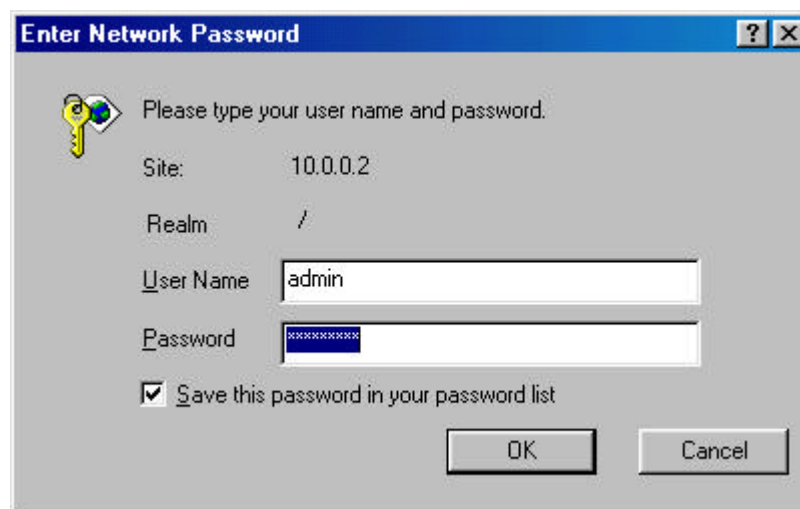 Enter Network Password
Please type your user name and password.
Site: 10.0.0.2
Realm /
User Name admin
Password *********
Save this password in your password list
OK Cancel